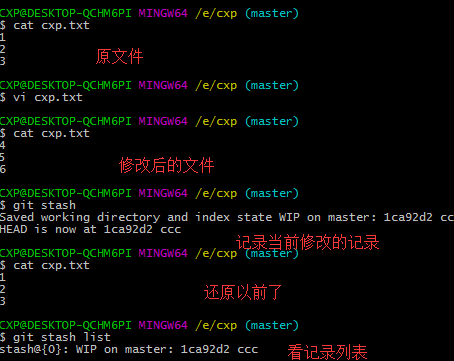 CXP@DESKTOP-QCHM6PI MINGW64 /e/cxp (master)
$ cat cxp.txt
1
2
原文件
3
CXP@DESKTOP-QCHM6PI MINGW64 /e/cxp (master)
$ vi cxp.txt
CXP@DESKTOP-QCHM6PI MINGW64 /e/cxp (master)
$ cat cxp.txt
4
5
修改后的文件
6
CXP@DESKTOP-QCHM6PI MINGW64 /e/cxp (master)
$ git stash
Saved working directory and index state WIP on master: 1ca92d2 ccc
HEAD is now at 1ca92d2 ccc
记录当前修改的记录
CXP@DESKTOP-QCHM6PI MINGW64 /e/cxp (master)
$ cat cxp.txt
1
2
还原以前了
3
CXP@DESKTOP-QCHM6PI MINGW64 /e/cxp (master)
$ git stash list
stash@{0}: WIP on master: 1ca92d2 ccc 看记录列表